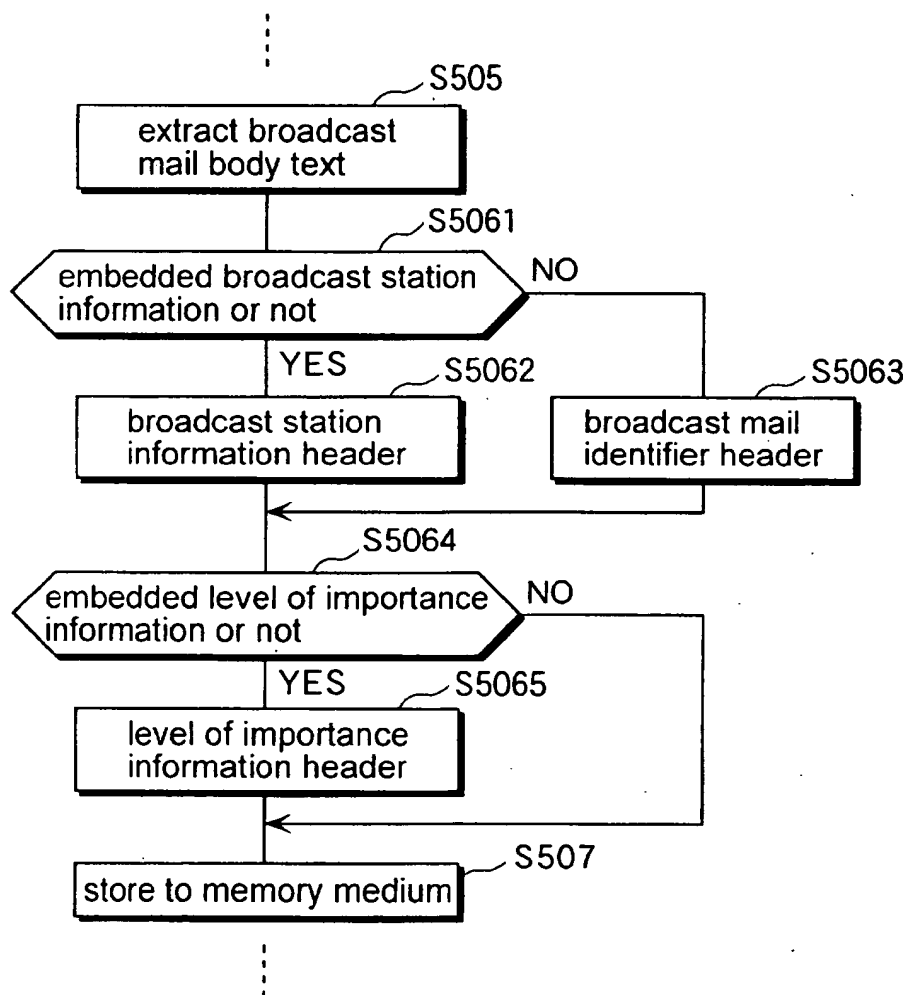 S505
extract broadcast
mail body text
S5061
embedded broadcast station
information or not
NO
YES
S5062
broadcast station
information header
S5063
broadcast mail
identifier header
S5064
embedded level of importance
information or not
NO
YES
S5065
level of importance
information header
S507
store to memory medium